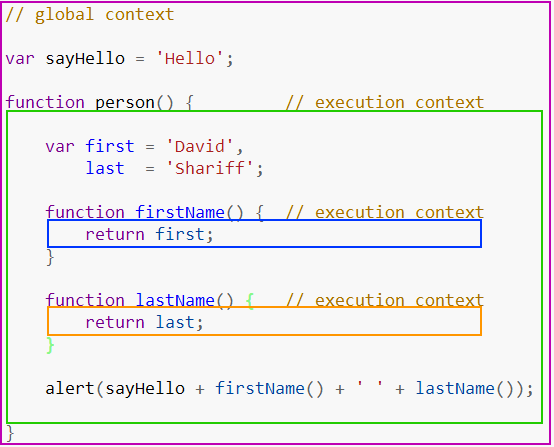 // global context
var sayHello = 'Hello';
function person() { // execution context
var first = 'David',
last = 'Shariff';
function firstName() { // execution context
return first;
}
function lastName() { // execution context
return last;
}
alert(sayHello + firstName() + ' ' + lastName());
}